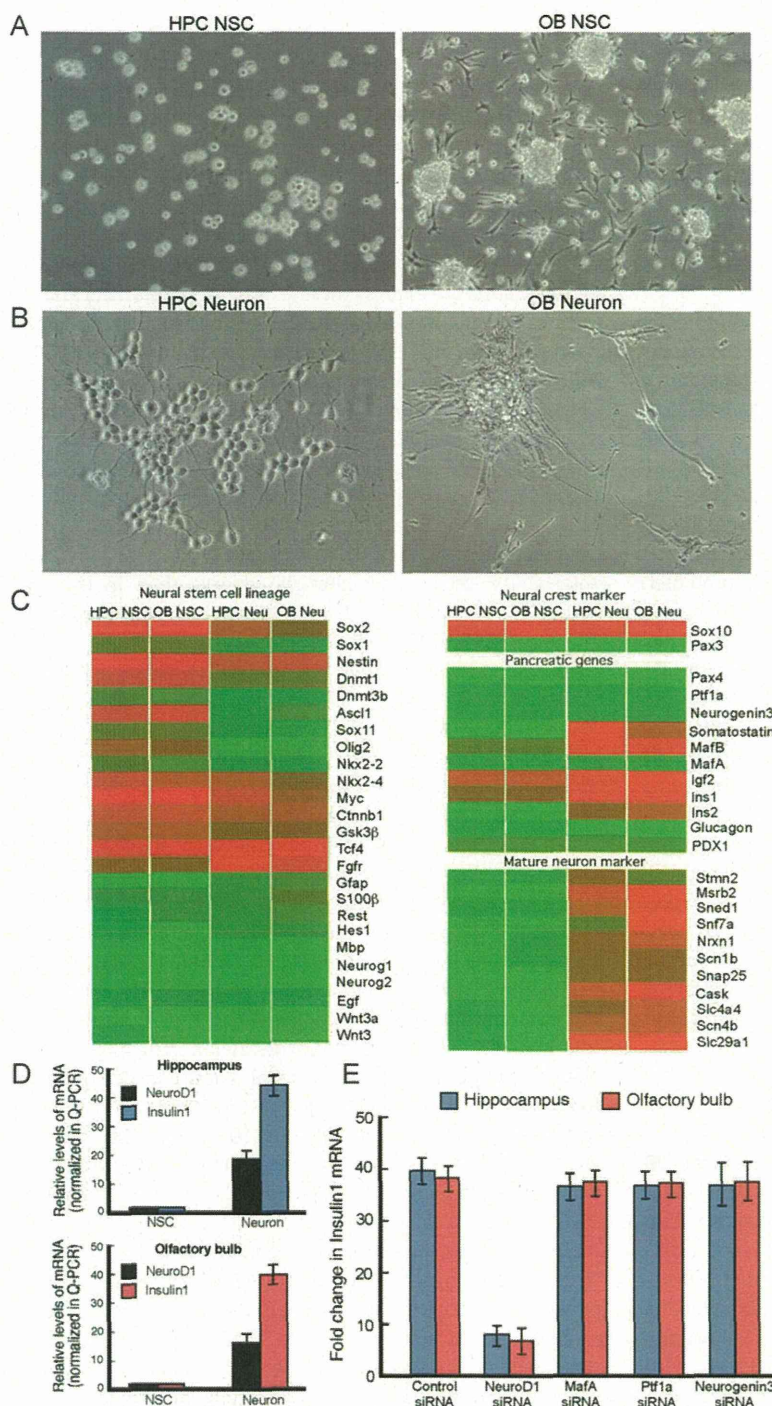 A
HPC NSC
OB NSC
B
HPC Neuron
OB Neuron
C
Neural stem cell lineage
HPC NSC OB NSC HPC Neu OB Neu
Sox2
Sox1
Nestin
Dnmt1
Dnmt3b
Ascl1
Sox11
Olig2
Nkx2-2
Nkx2-4
Myc
Ctnnb1
Gsk3β
Tcf4
Fgfr
Gfap
S100β
Rest
Hes1
Mbp
Neurog1
Neurog2
Egf
Wnt3a
Wnt3
Neural crest marker
HPC NSC OB NSC HPC Neu OB Neu
Sox10
Pax3
Pancreatic genes
Pax4
Ptf1a
Neurogenin3
Somatostatin
MafB
MafA
Igf2
Ins1
Ins2
Glucagon
PDX1
Mature neuron marker
Stmn2
Msrb2
Sned1
Snf7a
Nrxn1
Scn1b
Snap25
Cask
Slc4a4
Scn4b
Slc29a1
D
Hippocampus
Relative levels of mRNA
(normalized in Q-PCR)
50
40
30
20
10
0
NeuroD1
Insulin1
NSC Neuron
Olfactory bulb
Relative levels of mRNA
(normalized in Q-PCR)
50
40
30
20
10
0
NeuroD1
Insulin1
NSC Neuron
E
Hippocampus Olfactory bulb
Fold change in Insulin1 mRNA
50
40
30
20
10
0
Control NeuroD1 MafA Ptf1a Neurogenin3
siRNA siRNA siRNA siRNA siRNA